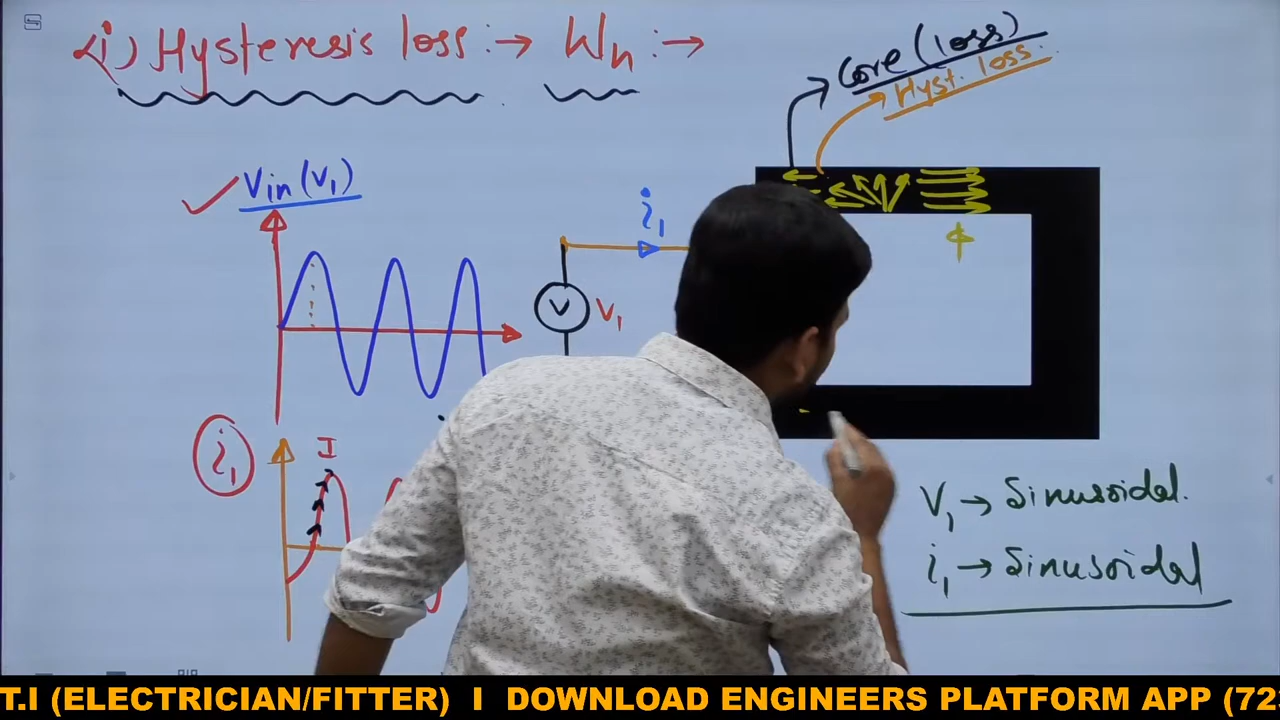 (i) Hysteresis loss :→ Wn :→
Core (loss)
Hyst. loss.
Vin (V1)
i1
V
V1
ϕ
i1
I
V1 → Sinusoidal.
i1 → Sinusoidal
T.I (ELECTRICIAN/FITTER) I DOWNLOAD ENGINEERS PLATFORM APP (72